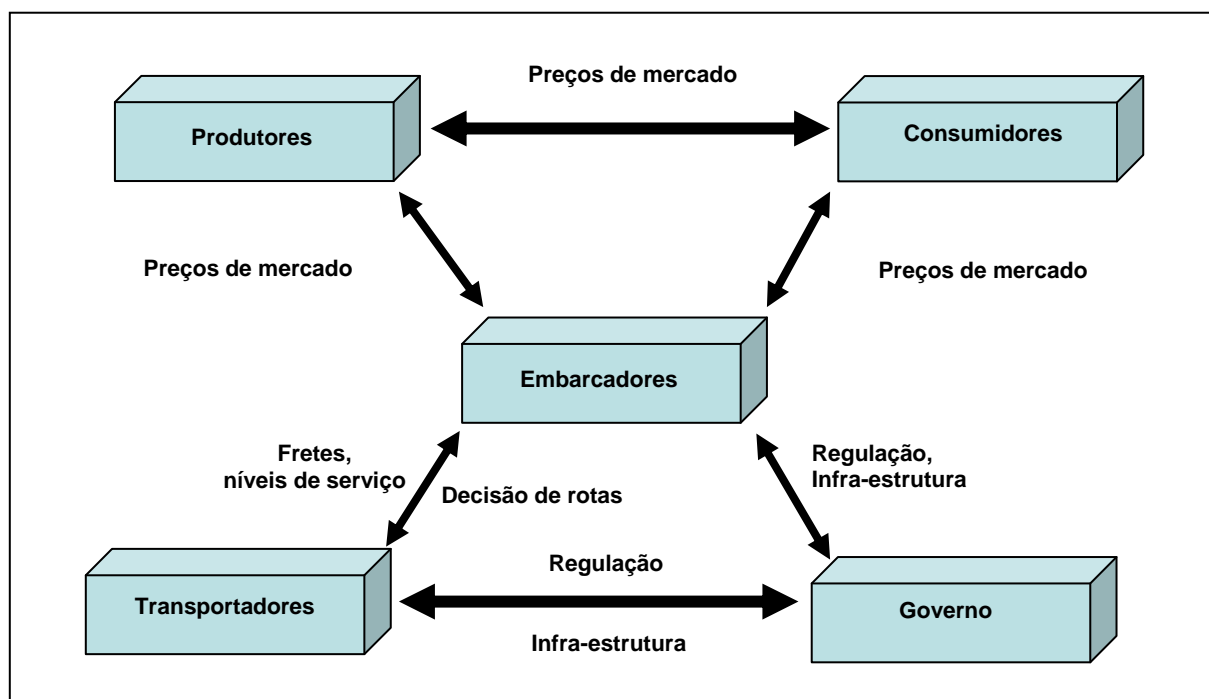 Preços de mercado
Produtores
Consumidores
Preços de mercado
Preços de mercado
Embarcadores
Fretes,
níveis de serviço
Decisão de rotas
Regulação,
Infra-estrutura
Regulação
Transportadores
Governo
Infra-estrutura